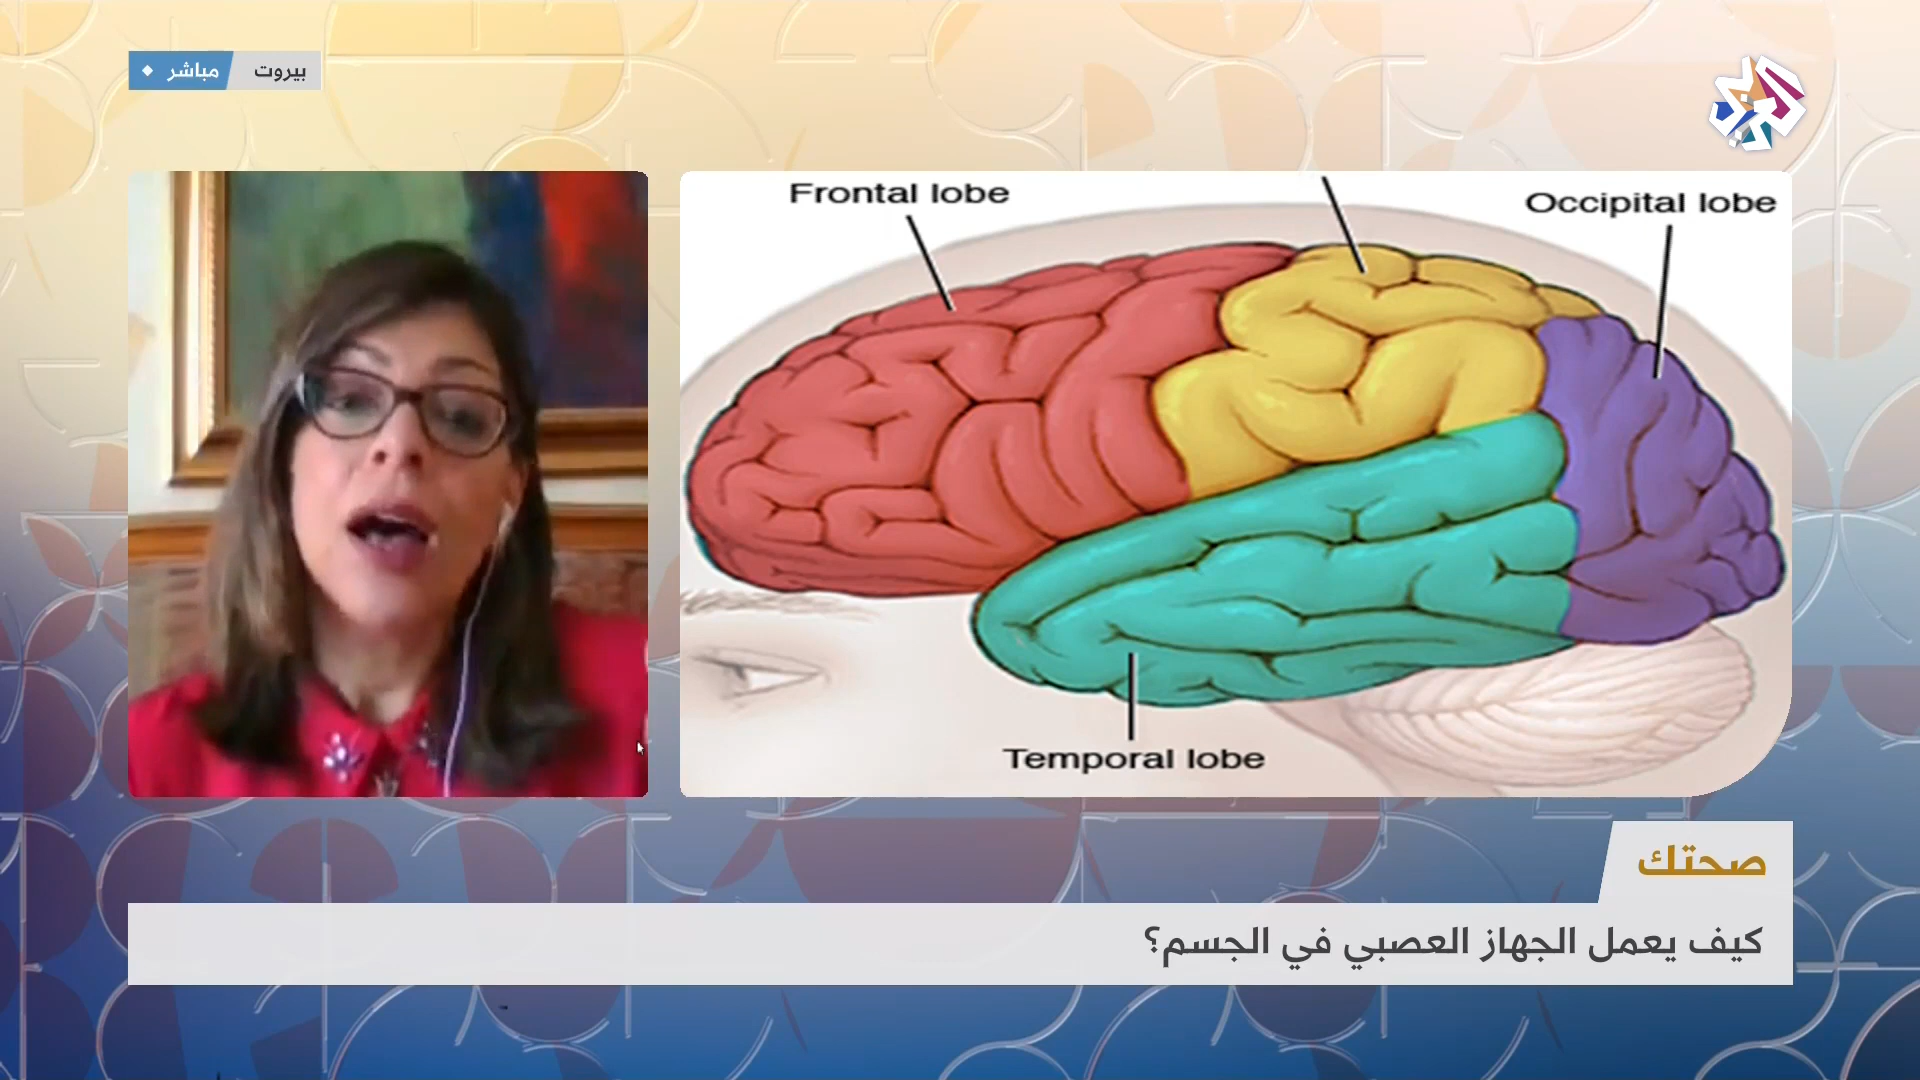 مباشر
بيروت
Frontal lobe
Occipital lobe
Temporal lobe
صحتك
كيف يعمل الجهاز العصبي في الجسم؟